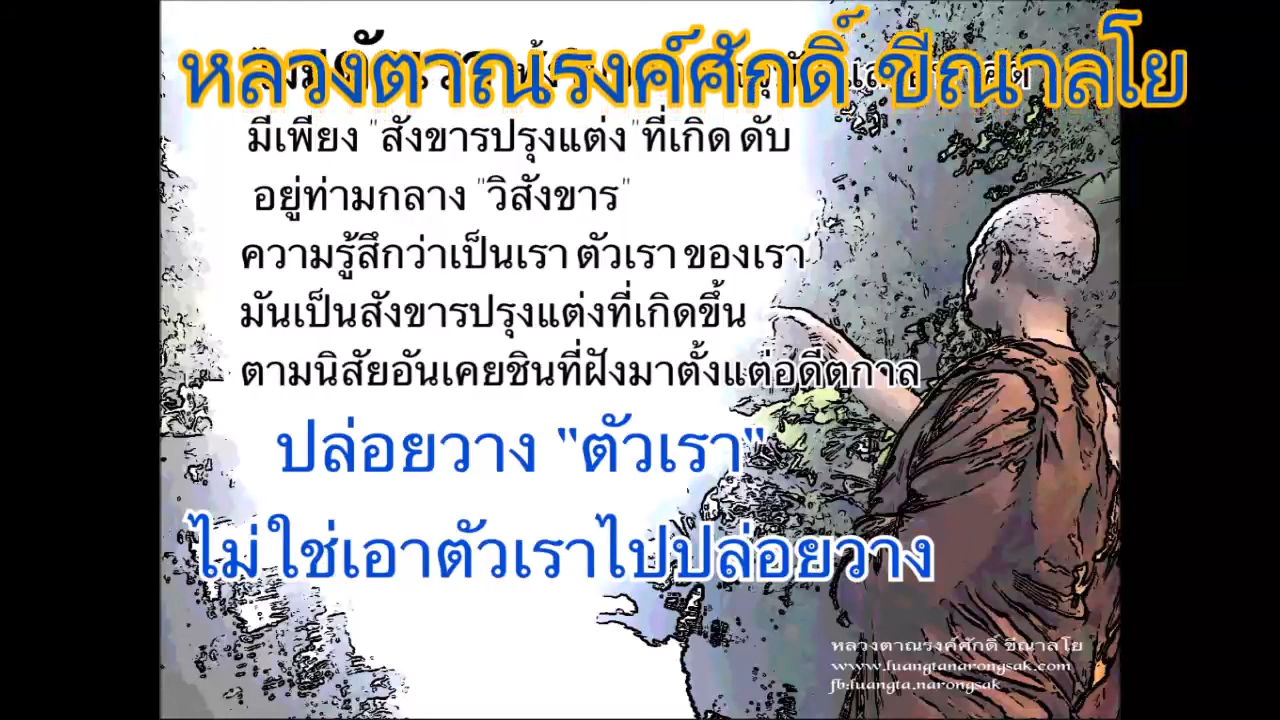 หลวงตาณรงค์ศักดิ์ ขีณาลโย
มีเพียง "สังขารปรุงแต่ง" ที่เกิด ดับ
อยู่ท่ามกลาง "วิสังขาร"
ความรู้สึกว่าเป็นเรา ตัวเรา ของเรา
มันเป็นสังขารปรุงแต่งที่เกิดขึ้น
ตามนิสัยอันเคยชินที่ฝังมาตั้งแต่อดีตกาล
ปล่อยวาง "ตัวเรา"
ไม่ใช่เอาตัวเราไปปล่อยวาง
หลวงตาณรงค์ศักดิ์ ขีณาลโย
www.luangtanarongsak.com
fb:luangta.narongsak